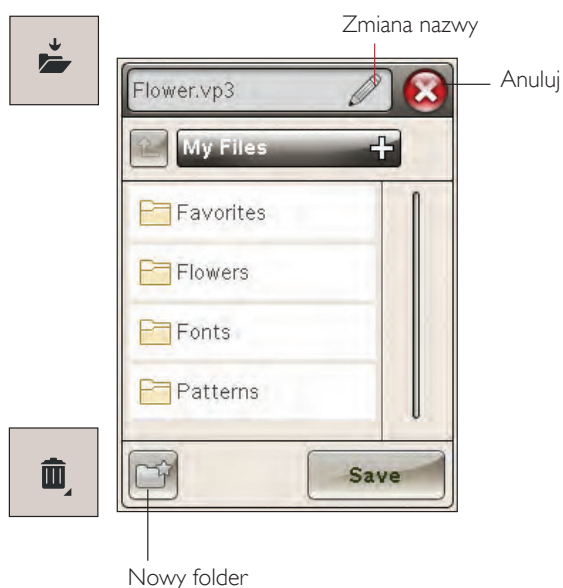 Zmiana nazwy
Flower.vp3
Anuluj
My Files
Favorites
Flowers
Fonts
Patterns
Save
Nowy folder